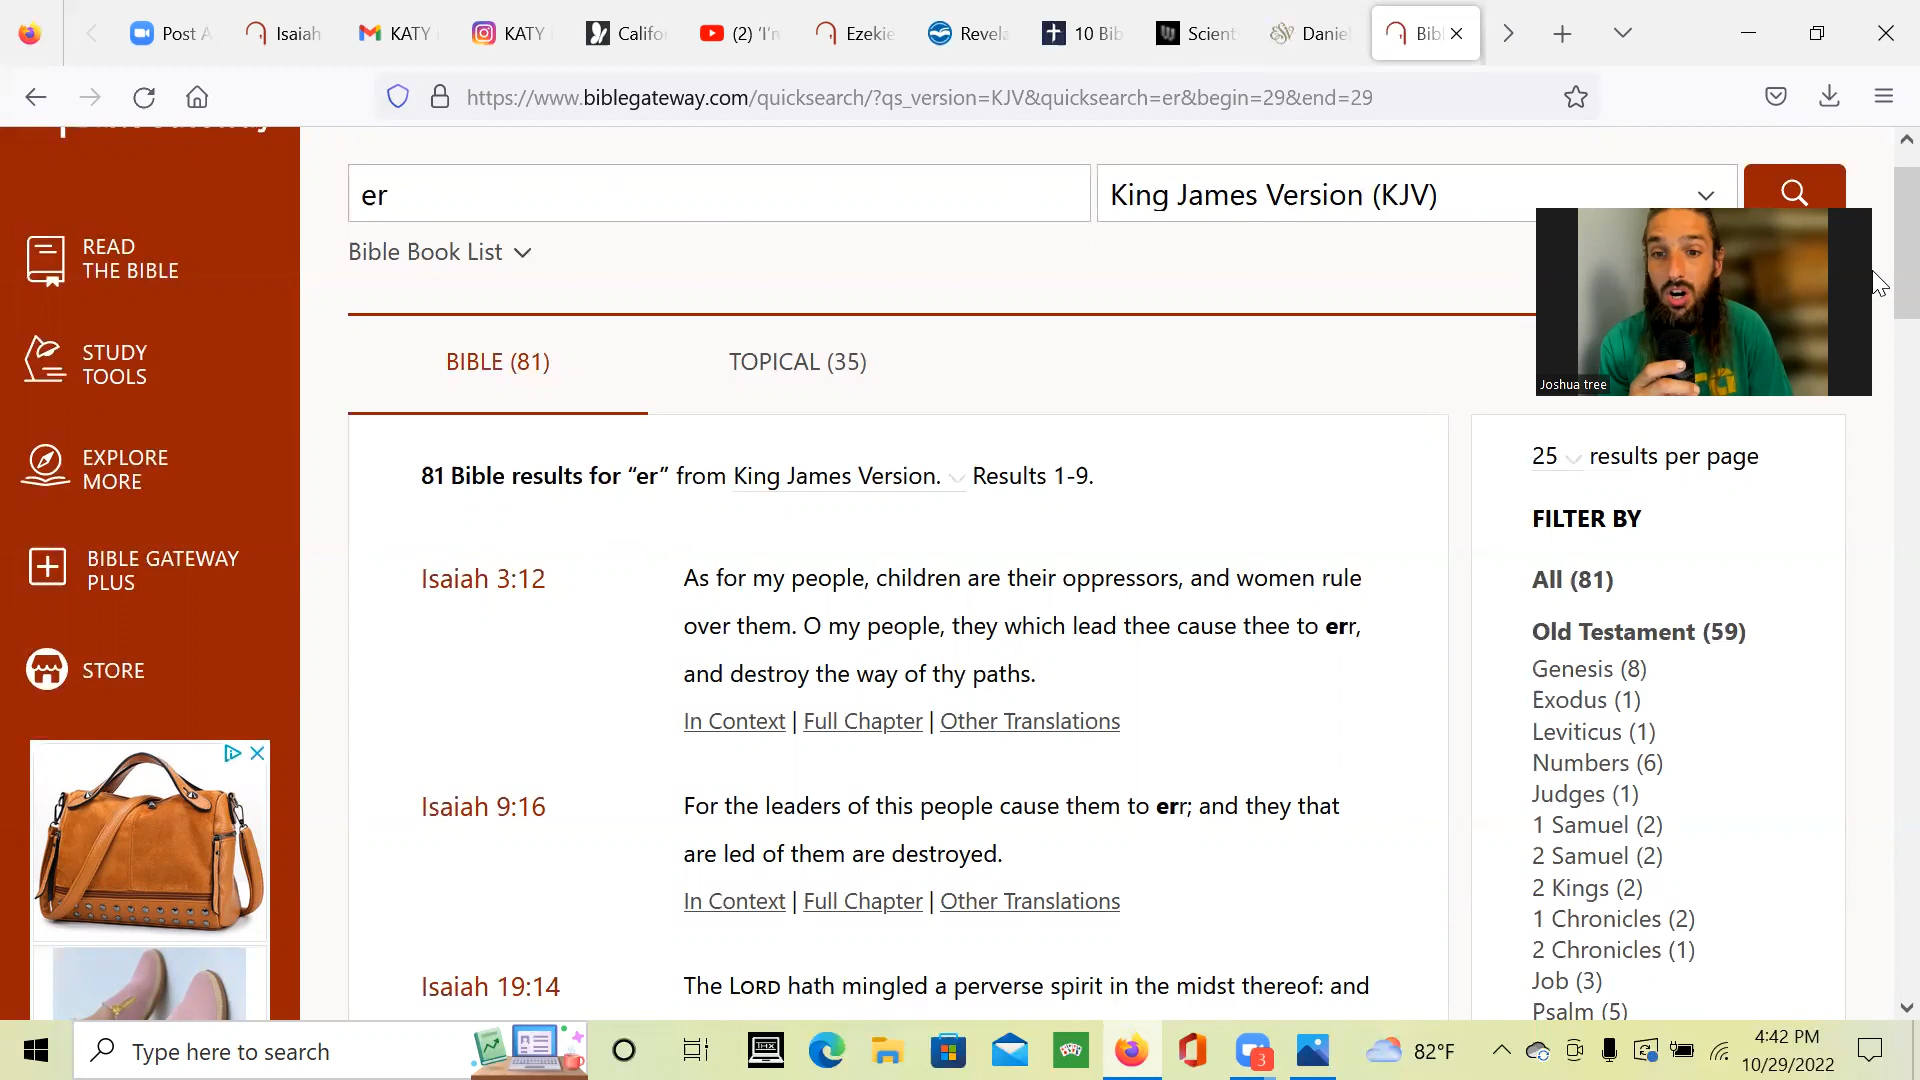 Post A
Isaiah
KATY
KATY
Califo
(2) 'I'm
Ezekie
Revela
10 Bib
Scient
Daniel
Bibl
https://www.biblegateway.com/quicksearch/?qs_version=KJV&quicksearch=er&begin=29&end=29
er
King James Version (KJV)
Bible Book List
READ
THE BIBLE
STUDY
TOOLS
EXPLORE
MORE
BIBLE GATEWAY
PLUS
STORE
Joshua tree
BIBLE (81)
TOPICAL (35)
81 Bible results for “er” from King James Version. Results 1-9.
Isaiah 3:12
As for my people, children are their oppressors, and women rule
over them. O my people, they which lead thee cause thee to err,
and destroy the way of thy paths.
In Context | Full Chapter | Other Translations
Isaiah 9:16
For the leaders of this people cause them to err; and they that
are led of them are destroyed.
In Context | Full Chapter | Other Translations
Isaiah 19:14
The LORD hath mingled a perverse spirit in the midst thereof: and
25 results per page
FILTER BY
All (81)
Old Testament (59)
Genesis (8)
Exodus (1)
Leviticus (1)
Numbers (6)
Judges (1)
1 Samuel (2)
2 Samuel (2)
2 Kings (2)
1 Chronicles (2)
2 Chronicles (1)
Job (3)
Psalm (5)
Type here to search
THX
3
82°F
4:42 PM
10/29/2022